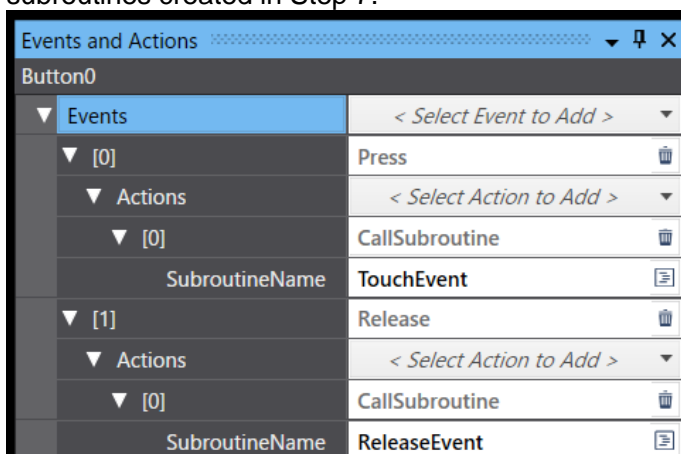 subroutines created in Step 7.
Events and Actions
Button0
Events < Select Event to Add >
[0] Press
Actions < Select Action to Add >
[0] CallSubroutine
SubroutineName TouchEvent
[1] Release
Actions < Select Action to Add >
[0] CallSubroutine
SubroutineName ReleaseEvent